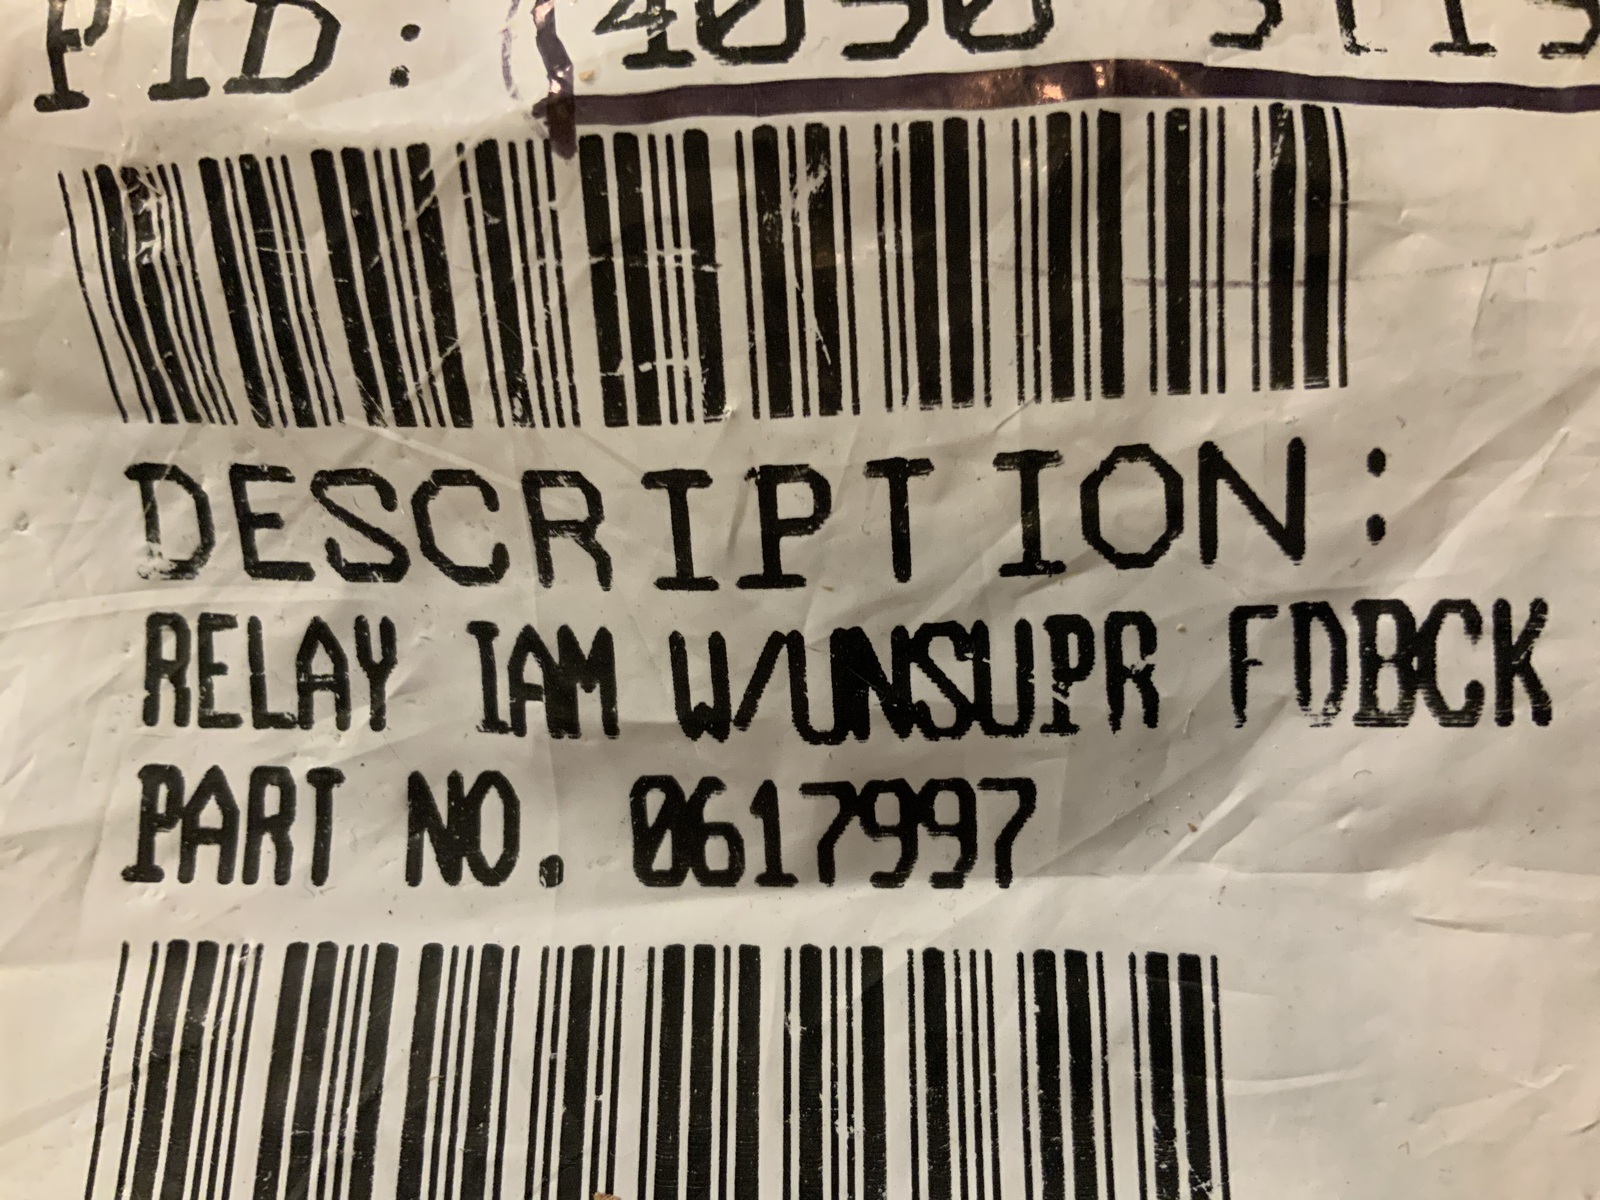 PID:
DESCRIPTION:
RELAY IAM W/UNSUPR FDBCK
PART NO. 0617997